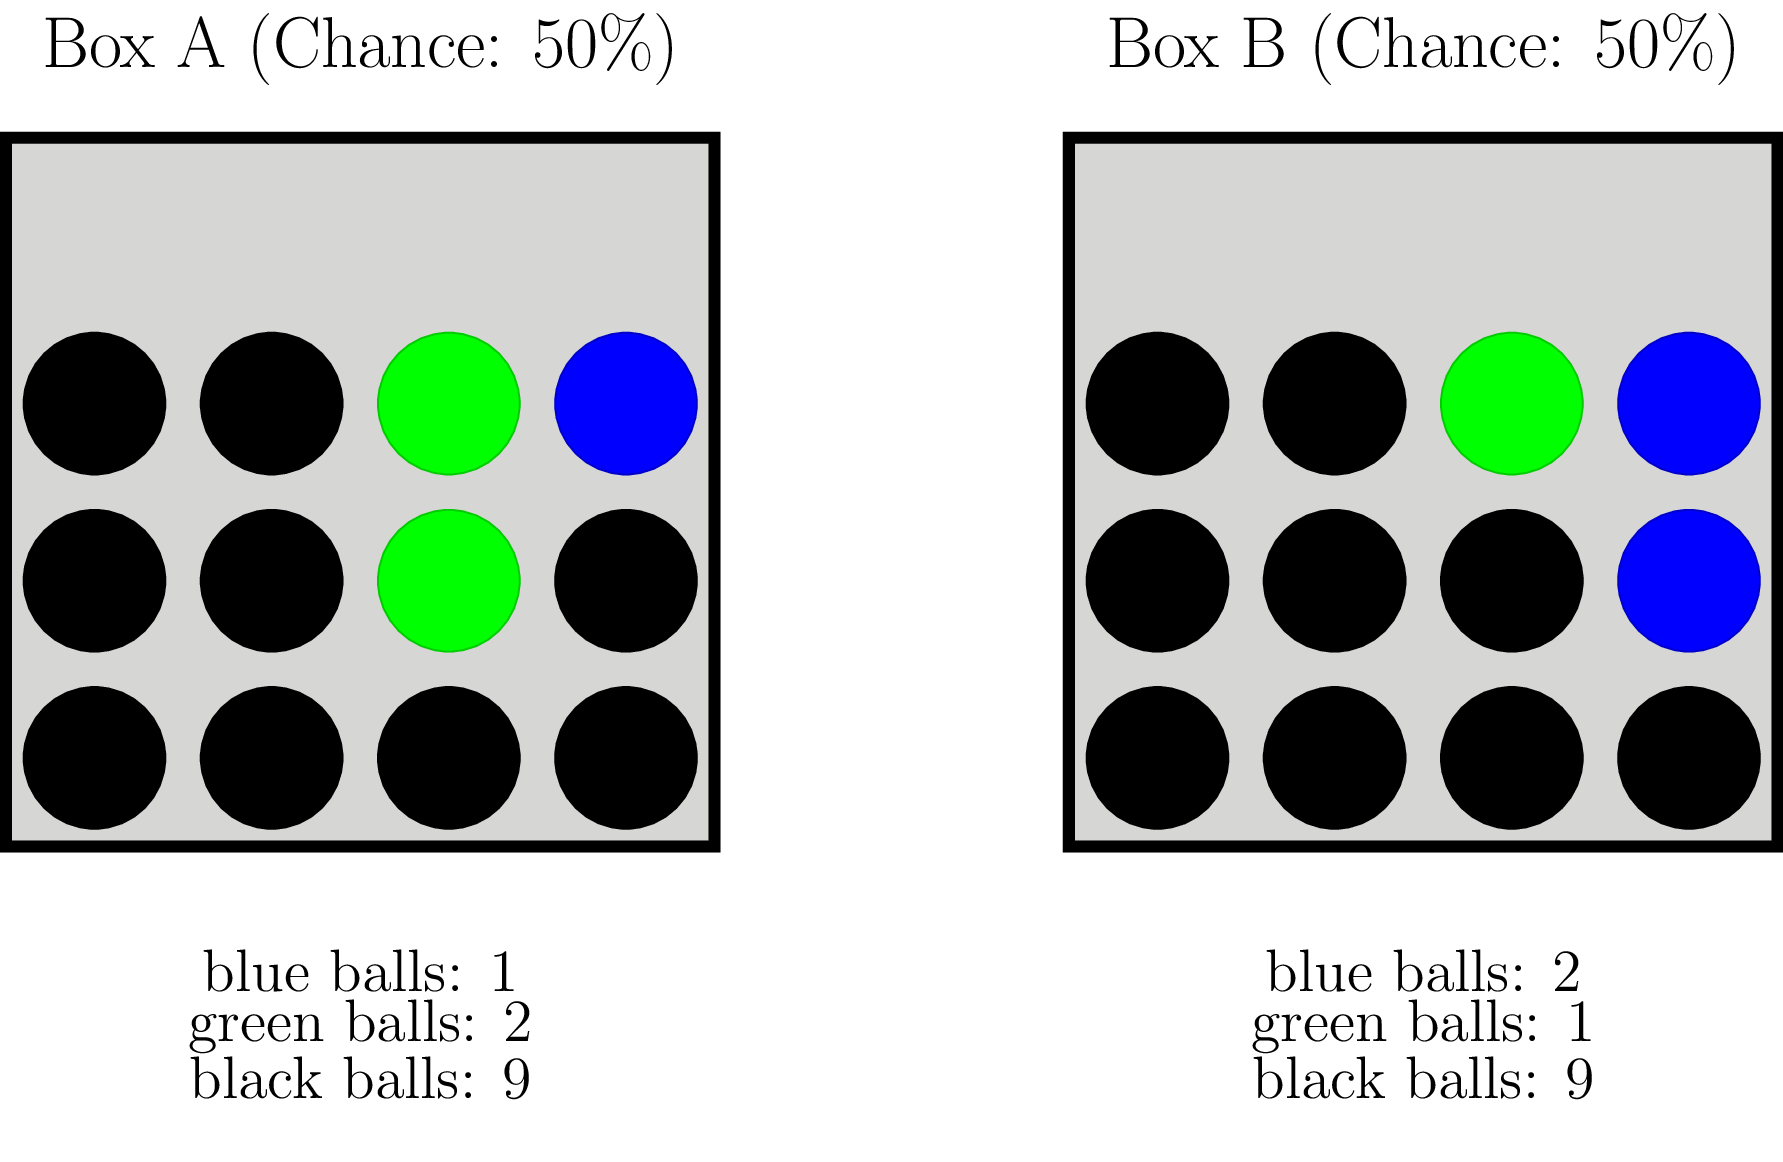 Box A (Chance: 50%)
Box B (Chance: 50%)
blue balls: 1
green balls: 2
black balls: 9
blue balls: 2
green balls: 1
black balls: 9